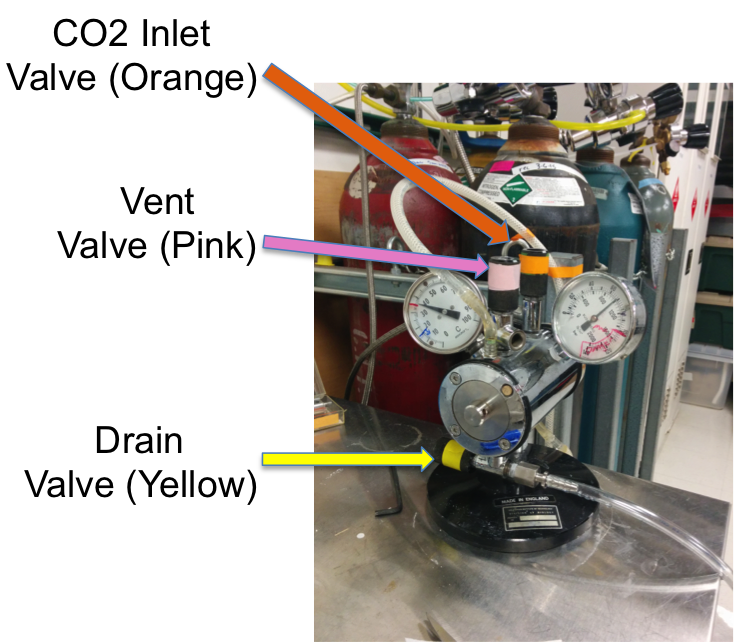 CO2 Inlet
Valve (Orange)
Vent
Valve (Pink)
Drain
Valve (Yellow)
MADE IN ENGLAND